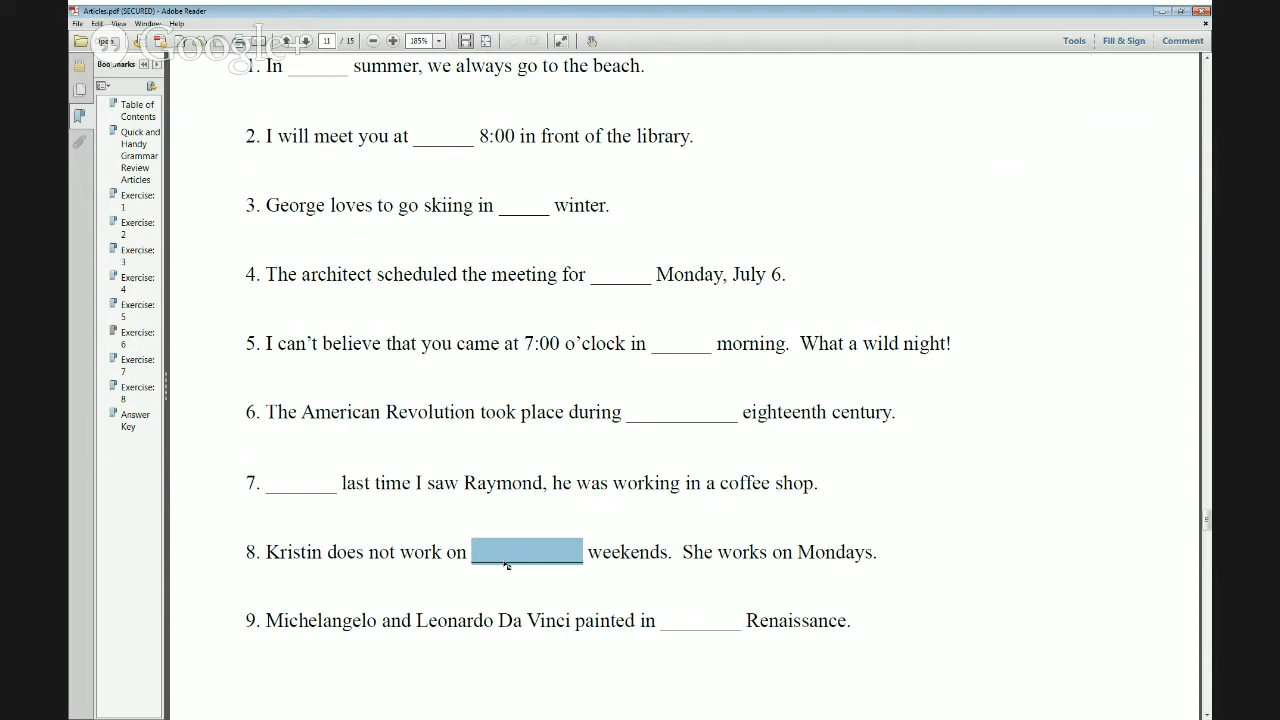 Articles.pdf (SECURED) - Adobe Reader
File Edit View Window Help
Open 11 / 15 185% Tools Fill & Sign Comment
Google+
Bookmarks
Table of
Contents
Quick and
Handy
Grammar
Review
Articles
Exercise:
1
Exercise:
2
Exercise:
3
Exercise:
4
Exercise:
5
Exercise:
6
Exercise:
7
Exercise:
8
Answer
Key
1. In ______ summer, we always go to the beach.
2. I will meet you at ______ 8:00 in front of the library.
3. George loves to go skiing in _____ winter.
4. The architect scheduled the meeting for ______ Monday, July 6.
5. I can’t believe that you came at 7:00 o’clock in ______ morning.  What a wild night!
6. The American Revolution took place during ___________ eighteenth century.
7. _______ last time I saw Raymond, he was working in a coffee shop.
8. Kristin does not work on ___________ weekends.  She works on Mondays.
9. Michelangelo and Leonardo Da Vinci painted in ________ Renaissance.